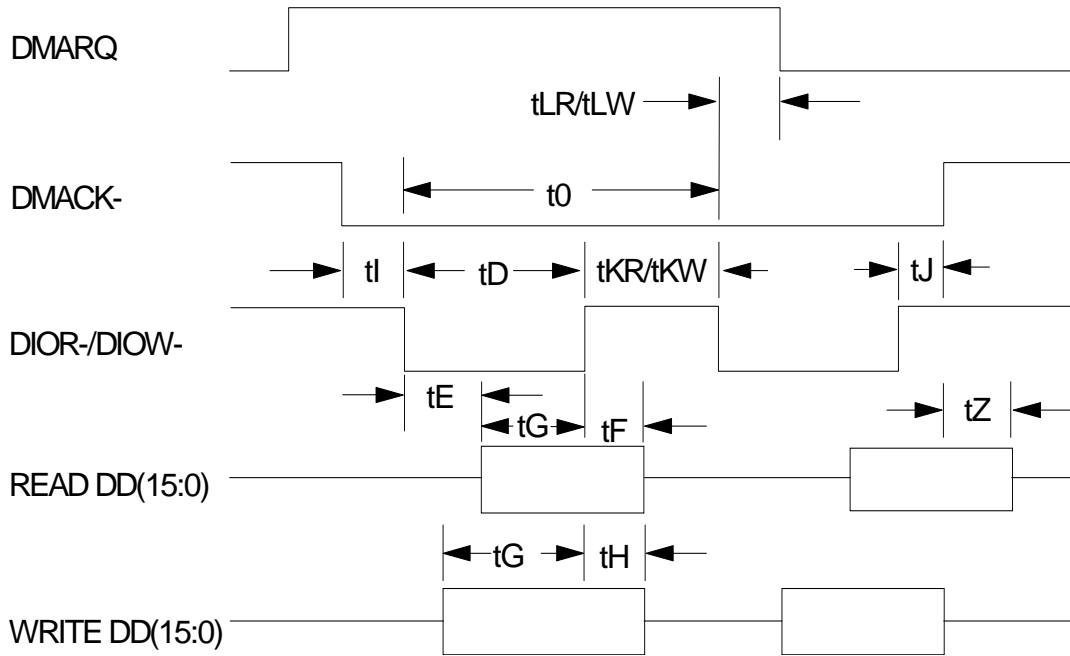 DMARQ
tLR/tLW
DMACK-
t0
tI tD tKR/tKW tJ
DIOR-/DIOW-
tE tG tF tZ
READ DD(15:0)
tG tH
WRITE DD(15:0)